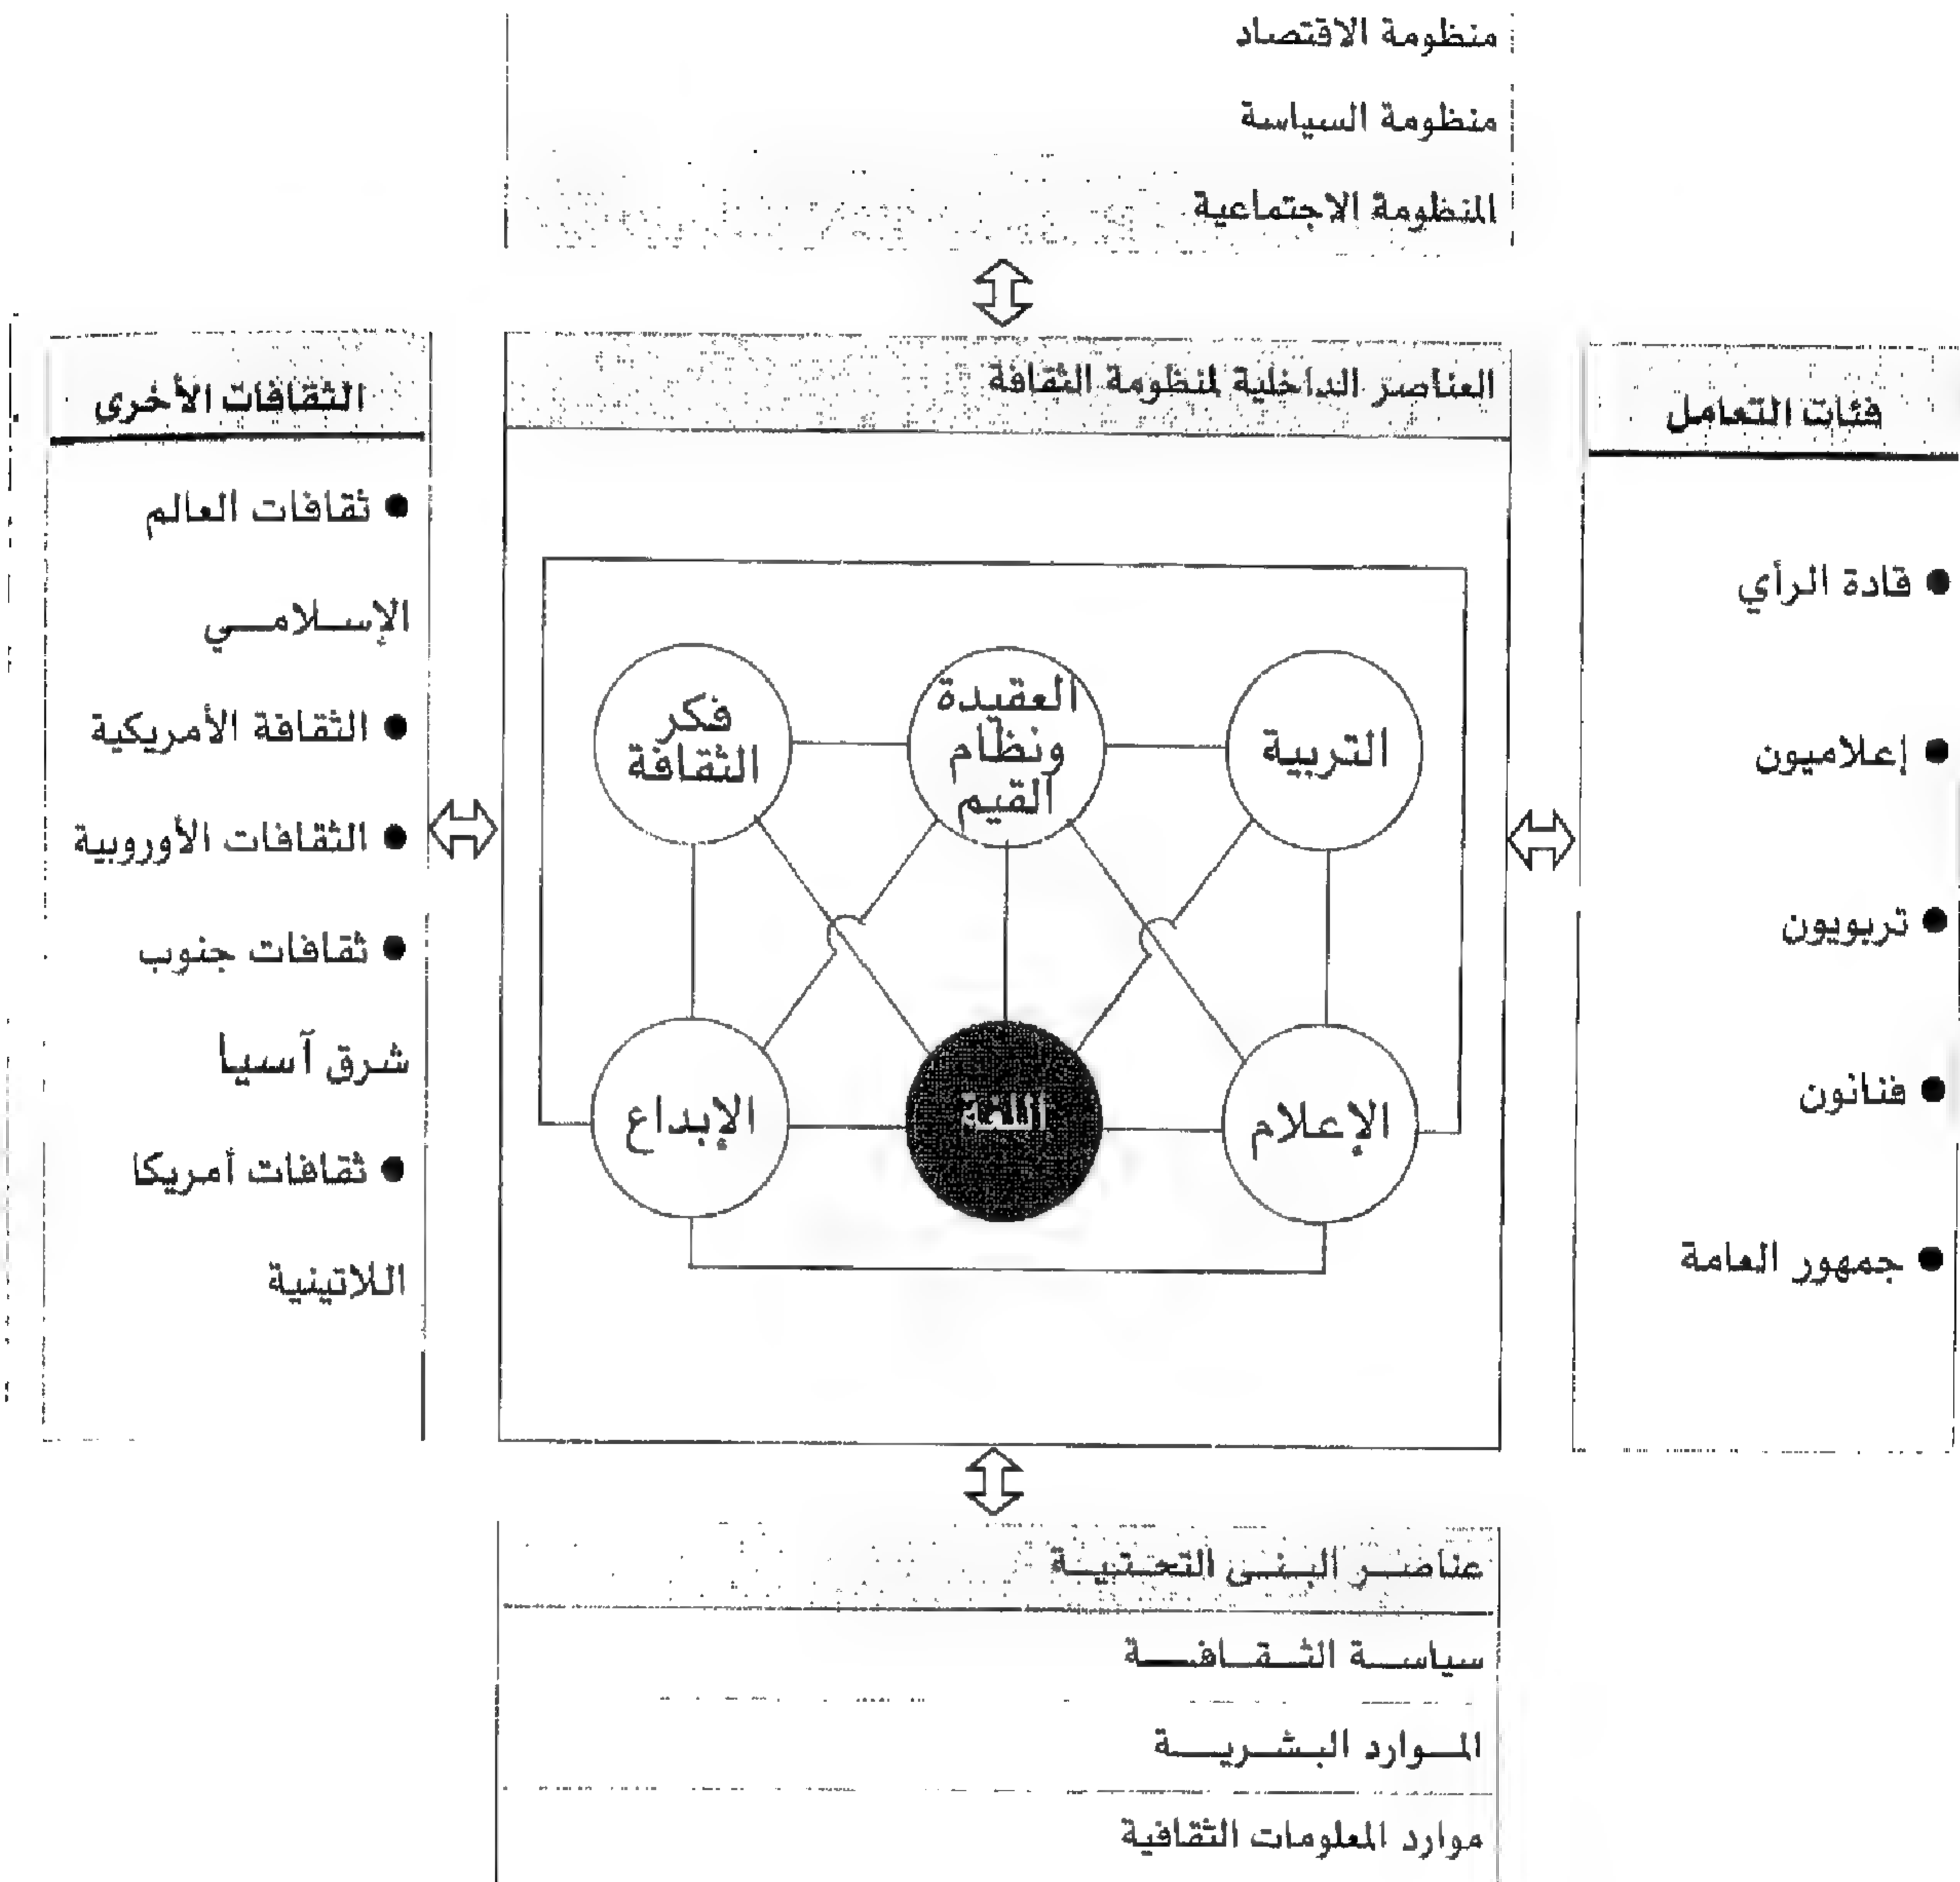 منظومة الاقتصاد
منظومة السياسة
المنظومة الاجتماعية
فئات التعامل
● قادة الرأي
● إعلاميون
● تربويون
● فنانون
● جمهور العامة
العناصر الداخلية لمنظومة الثقافة
التربية
العقيدة
ونظام
القيم
فكر
الثقافة
الإعلام
اللغة
الإبداع
الثقافات الأخرى
● ثقافات العالم
الإسلامي
● الثقافة الأمريكية
● الثقافات الأوروبية
● ثقافات جنوب
شرق آسيا
● ثقافات أمريكا
اللاتينية
عناصر البنى التحتية
سياسة الثقافة
الموارد البشرية
موارد المعلومات الثقافية